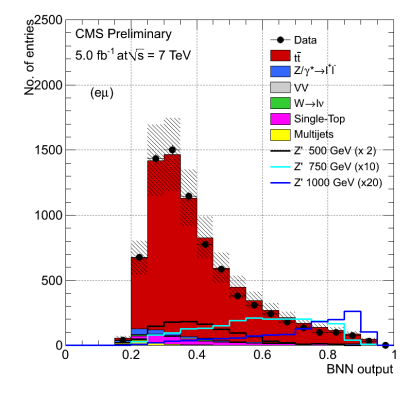 CMS Preliminary
5.0 fb⁻¹ at √s = 7 TeV
(eμ)
Data
tt̄
Z/γ*→l⁺l⁻
VV
W→lν
Single-Top
Multijets
Z' 500 GeV (x 2)
Z' 750 GeV (x10)
Z' 1000 GeV (x20)
No. of entries
2500
2000
1500
1000
500
0
0 0.2 0.4 0.6 0.8 1
BNN output